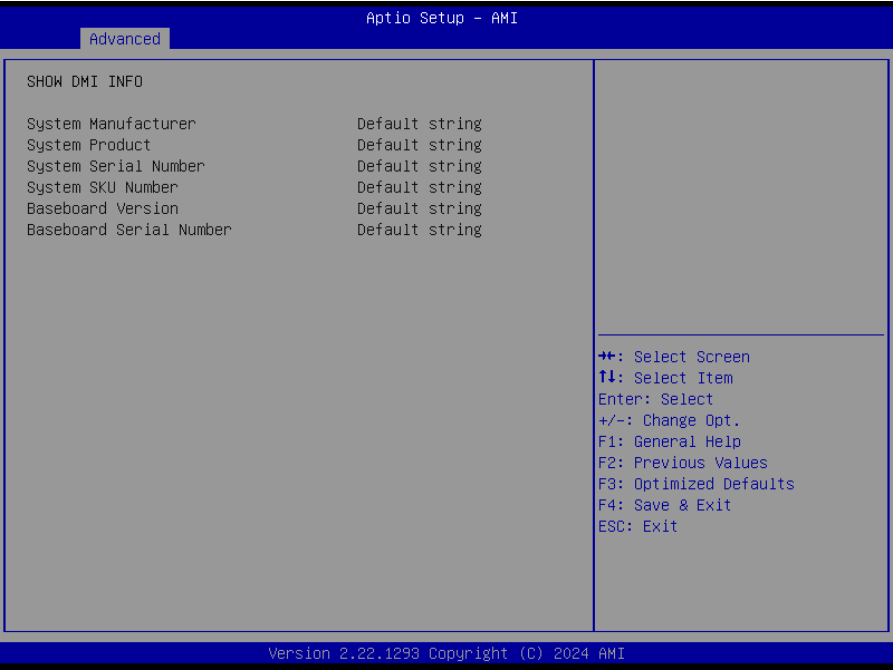 Aptio Setup – AMI
Advanced
SHOW DMI INFO
System Manufacturer Default string
System Product Default string
System Serial Number Default string
System SKU Number Default string
Baseboard Version Default string
Baseboard Serial Number Default string
→←: Select Screen
↑↓: Select Item
Enter: Select
+/-: Change Opt.
F1: General Help
F2: Previous Values
F3: Optimized Defaults
F4: Save & Exit
ESC: Exit
Version 2.22.1293 Copyright (C) 2024 AMI